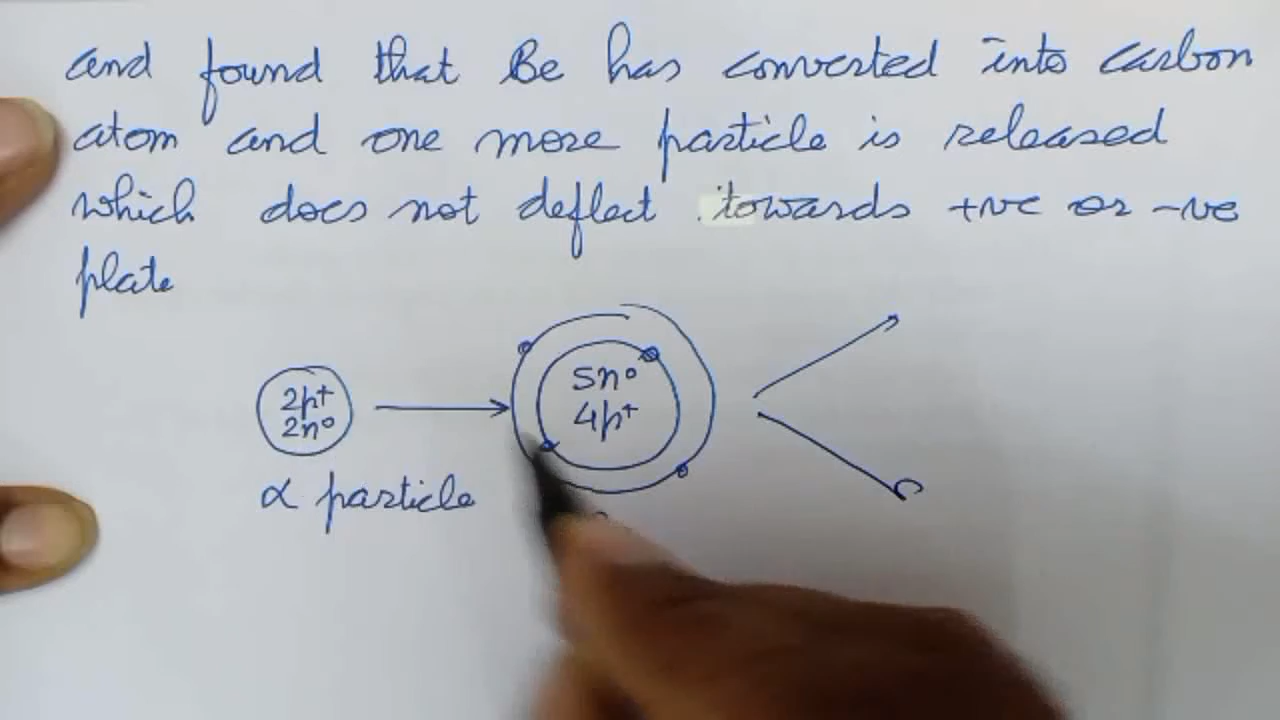 and found that Be has converted into carbon
atom and one more particle is released
which does not deflect towards +ve or -ve
plate
2p+
2n°
5n°
4p+
α particle